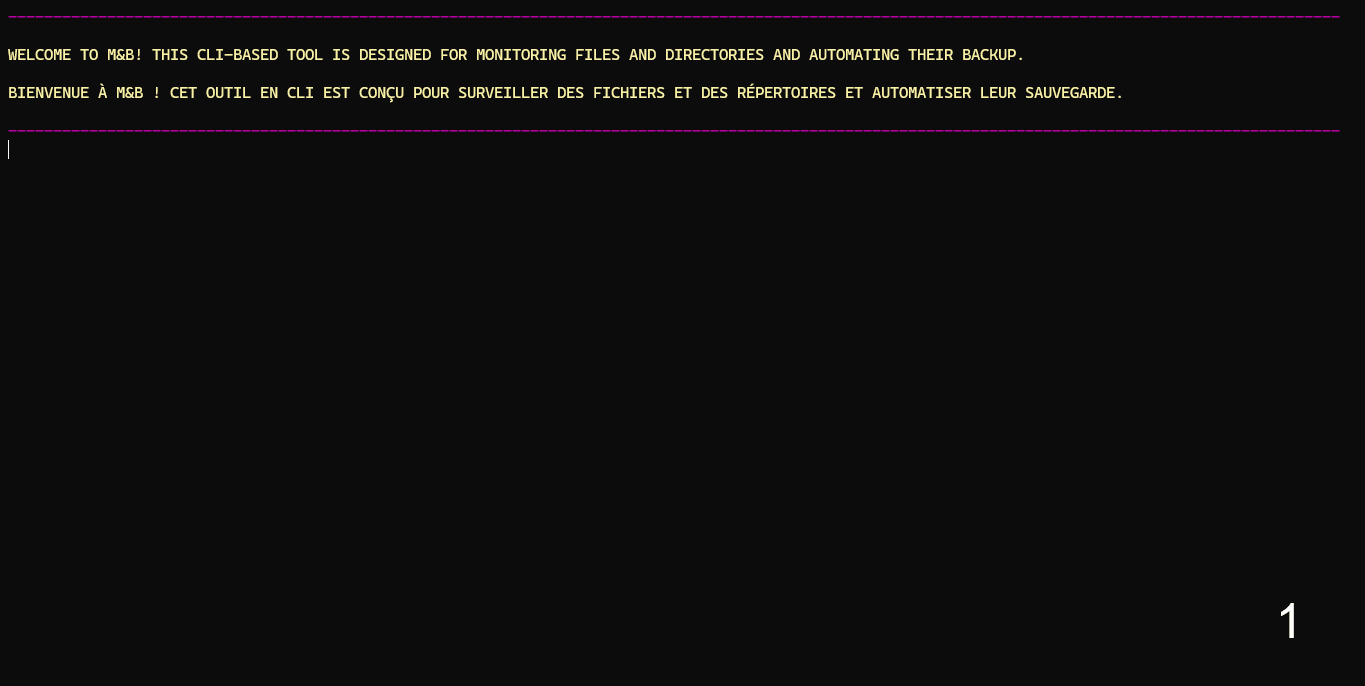 WELCOME TO M&B! THIS CLI-BASED TOOL IS DESIGNED FOR MONITORING FILES AND DIRECTORIES AND AUTOMATING THEIR BACKUP.
BIENVENUE À M&B ! CET OUTIL EN CLI EST CONÇU POUR SURVEILLER DES FICHIERS ET DES RÉPERTOIRES ET AUTOMATISER LEUR SAUVEGARDE.
1